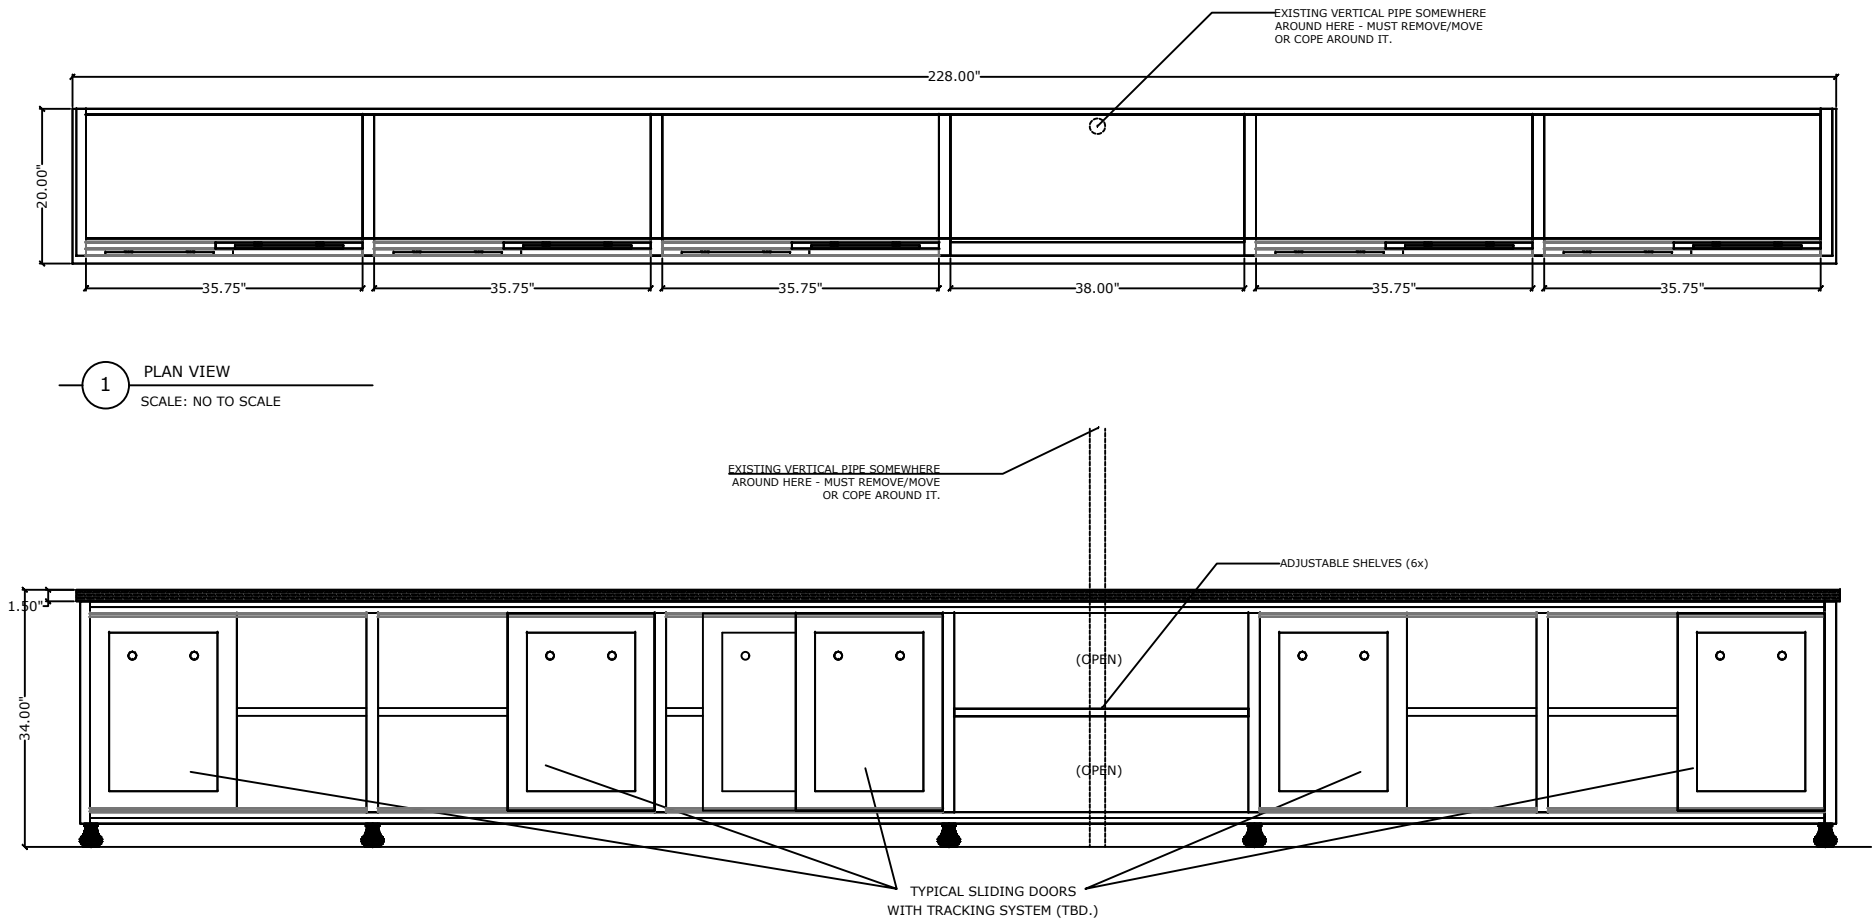 EXISTING VERTICAL PIPE SOMEWHERE
AROUND HERE - MUST REMOVE/MOVE
OR COPE AROUND IT.
228.00"
20.00"
35.75"
35.75"
35.75"
38.00"
35.75"
35.75"
1
PLAN VIEW
SCALE: NO TO SCALE
EXISTING VERTICAL PIPE SOMEWHERE
AROUND HERE - MUST REMOVE/MOVE
OR COPE AROUND IT.
ADJUSTABLE SHELVES (6x)
1.50"
34.00"
(OPEN)
(OPEN)
TYPICAL SLIDING DOORS
WITH TRACKING SYSTEM (TBD.)